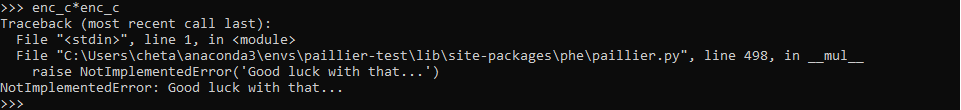 >>> enc_c*enc_c
Traceback (most recent call last):
  File "<stdin>", line 1, in <module>
  File "C:\Users\cheta\anaconda3\envs\paillier-test\lib\site-packages\phe\paillier.py", line 498, in __mul__
    raise NotImplementedError('Good luck with that...')
NotImplementedError: Good luck with that...
>>>